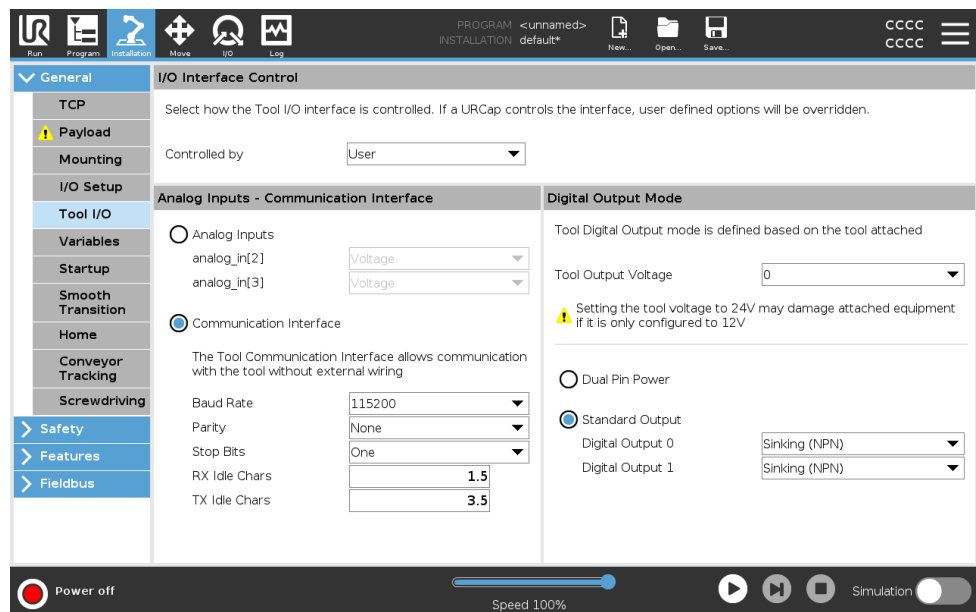 PROGRAM <unnamed>
INSTALLATION default*
CCCC
CCCC
Run
Program
Installation
Move
I/O
Log
New...
Open...
Save...
General
TCP
Payload
Mounting
I/O Setup
Tool I/O
Variables
Startup
Smooth
Transition
Home
Conveyor
Tracking
Screwdriving
Safety
Features
Fieldbus
I/O Interface Control
Select how the Tool I/O interface is controlled. If a URCap controls the interface, user defined options will be overridden.
Controlled by User
Analog Inputs - Communication Interface
Analog Inputs
analog_in[2] Voltage
analog_in[3] Voltage
Communication Interface
The Tool Communication Interface allows communication
with the tool without external wiring
Baud Rate 115200
Parity None
Stop Bits One
RX Idle Chars 1.5
TX Idle Chars 3.5
Digital Output Mode
Tool Digital Output mode is defined based on the tool attached
Tool Output Voltage 0
Setting the tool voltage to 24V may damage attached equipment
if it is only configured to 12V
Dual Pin Power
Standard Output
Digital Output 0 Sinking (NPN)
Digital Output 1 Sinking (NPN)
Power off
Speed 100%
Simulation